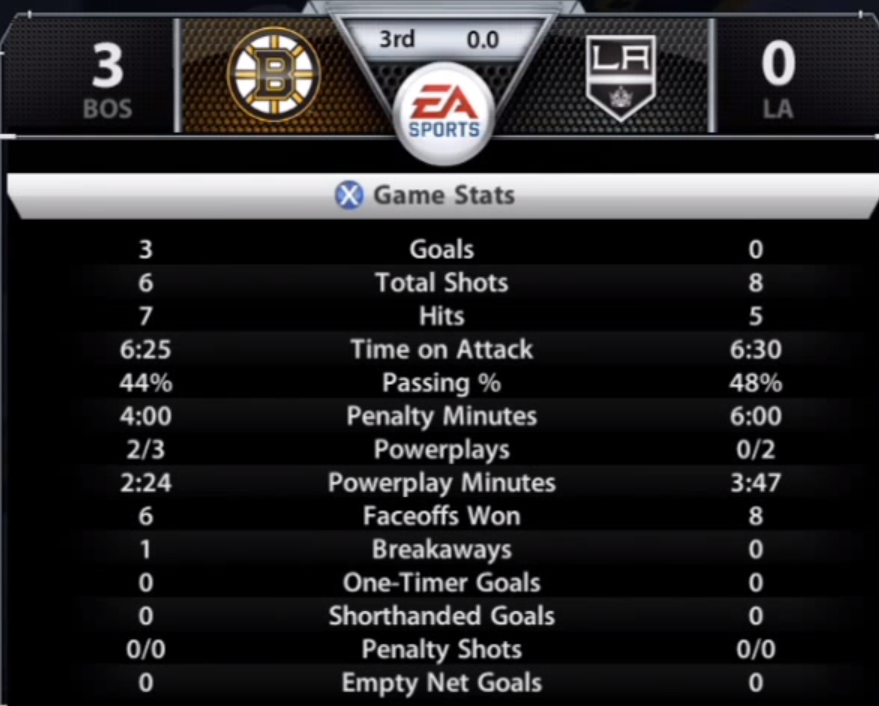 3 BOS
B
3rd 0.0
EA
SPORTS
LA
0 LA
X Game Stats
3 Goals 0
6 Total Shots 8
7 Hits 5
6:25 Time on Attack 6:30
44% Passing % 48%
4:00 Penalty Minutes 6:00
2/3 Powerplays 0/2
2:24 Powerplay Minutes 3:47
6 Faceoffs Won 8
1 Breakaways 0
0 One-Timer Goals 0
0 Shorthanded Goals 0
0/0 Penalty Shots 0/0
0 Empty Net Goals 0